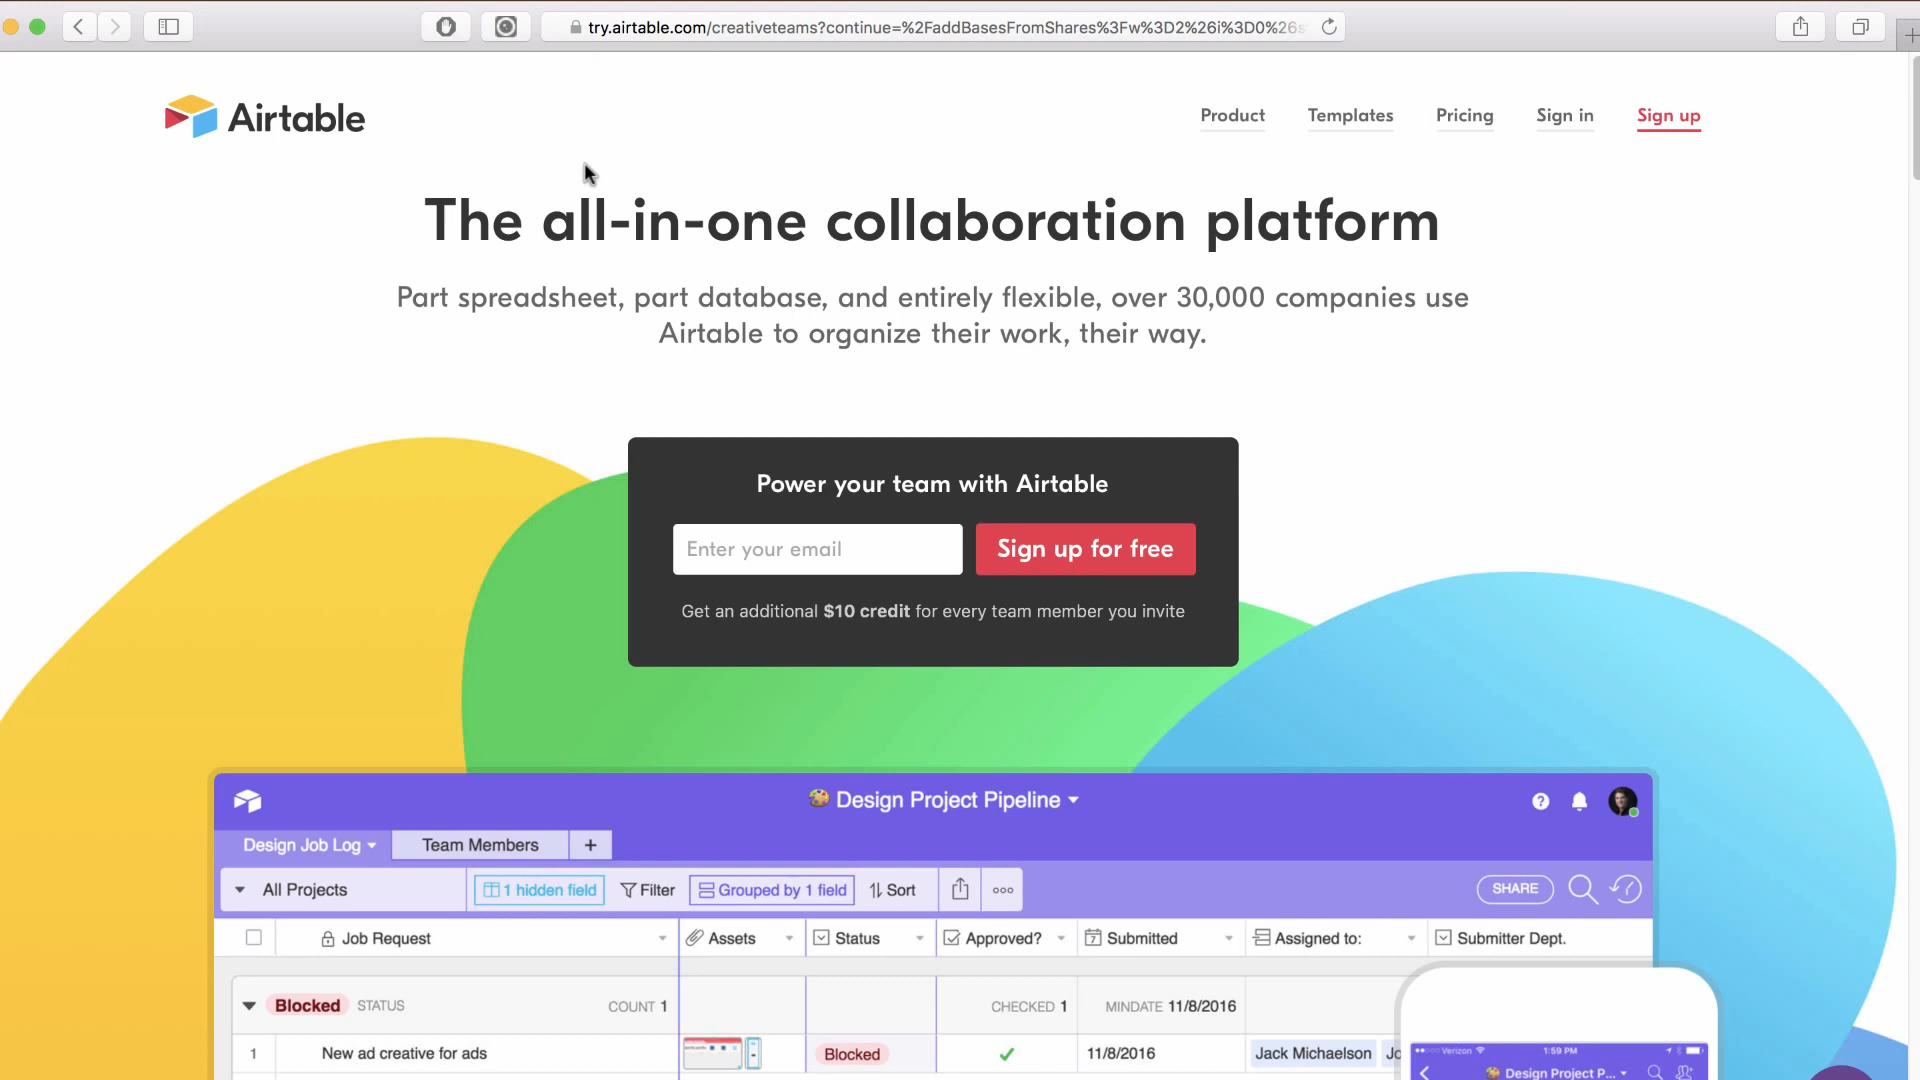 try.airtable.com/creativeteams?continue=%2FaddBasesFromShares%3Fw%3D2%26i%3D0%26s
Airtable
Product Templates Pricing Sign in Sign up
The all-in-one collaboration platform
Part spreadsheet, part database, and entirely flexible, over 30,000 companies use
Airtable to organize their work, their way.
Power your team with Airtable
Enter your email Sign up for free
Get an additional $10 credit for every team member you invite
Design Project Pipeline
Design Job Log Team Members +
All Projects 1 hidden field Filter Grouped by 1 field Sort SHARE
Job Request Assets Status Approved? Submitted Assigned to: Submitter Dept.
Blocked STATUS COUNT 1 CHECKED 1 MINDATE 11/8/2016
1 New ad creative for ads Blocked 11/8/2016 Jack Michaelson Jo
Verizon 1:59 PM
Design Project P...